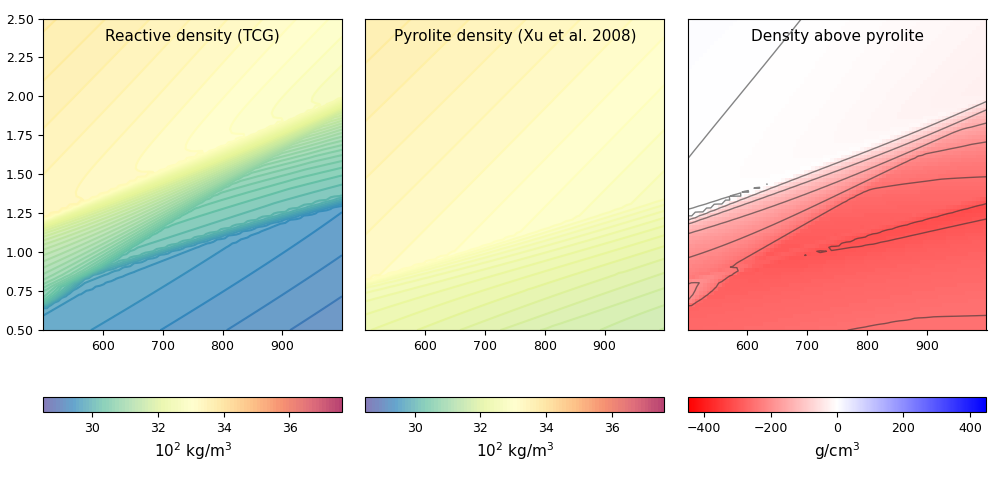 Reactive density (TCG)
Pyrolite density (Xu et al. 2008)
Density above pyrolite
2.50
2.25
2.00
1.75
1.50
1.25
1.00
0.75
0.50
600 700 800 900
600 700 800 900
600 700 800 900
30 32 34 36
30 32 34 36
−400 −200 0 200 400
10² kg/m³
10² kg/m³
g/cm³